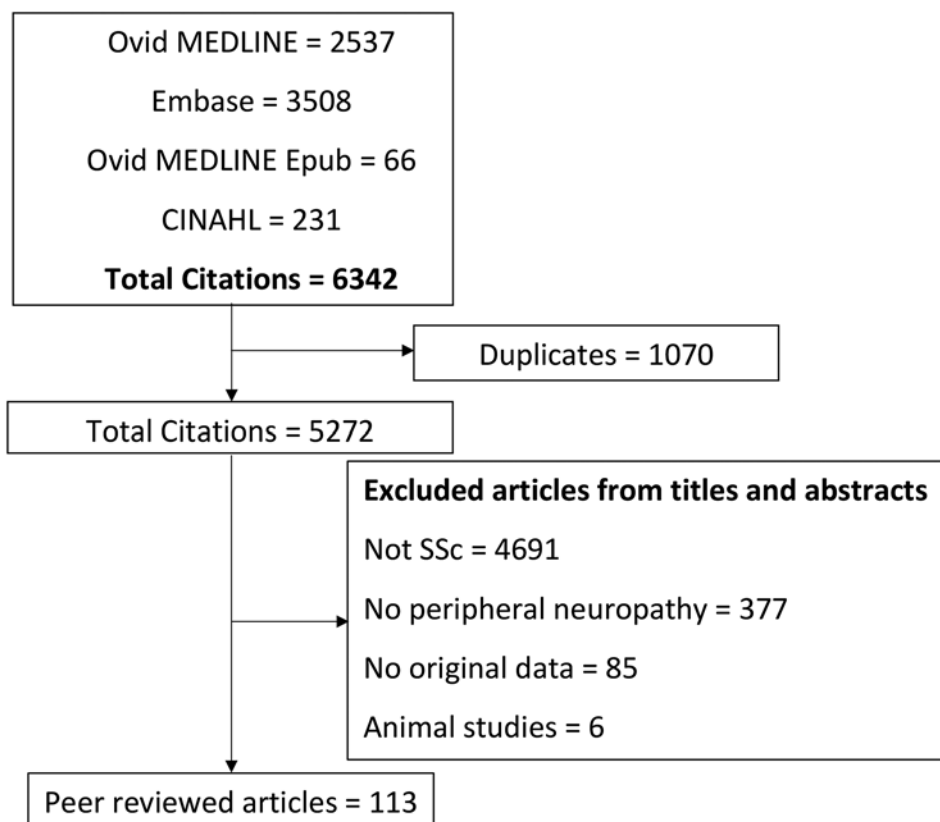 Ovid MEDLINE = 2537
Embase = 3508
Ovid MEDLINE Epub = 66
CINAHL = 231
Total Citations = 6342
Duplicates = 1070
Total Citations = 5272
Excluded articles from titles and abstracts
Not SSc = 4691
No peripheral neuropathy = 377
No original data = 85
Animal studies = 6
Peer reviewed articles = 113